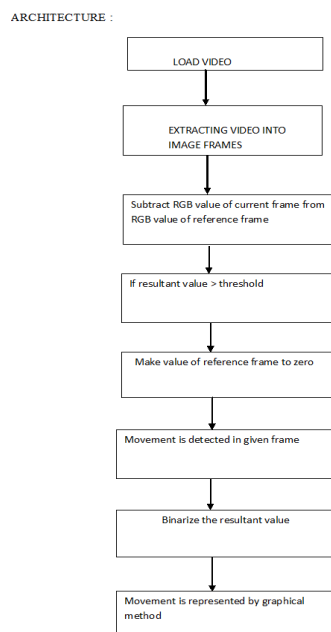 ARCHITECTURE :
LOAD VIDEO
EXTRACTING VIDEO INTO
IMAGE FRAMES
Subtract RGB value of current frame from
RGB value of reference frame
If resultant value > threshold
Make value of reference frame to zero
Movement is detected in given frame
Binarize the resultant value
Movement is represented by graphical
method